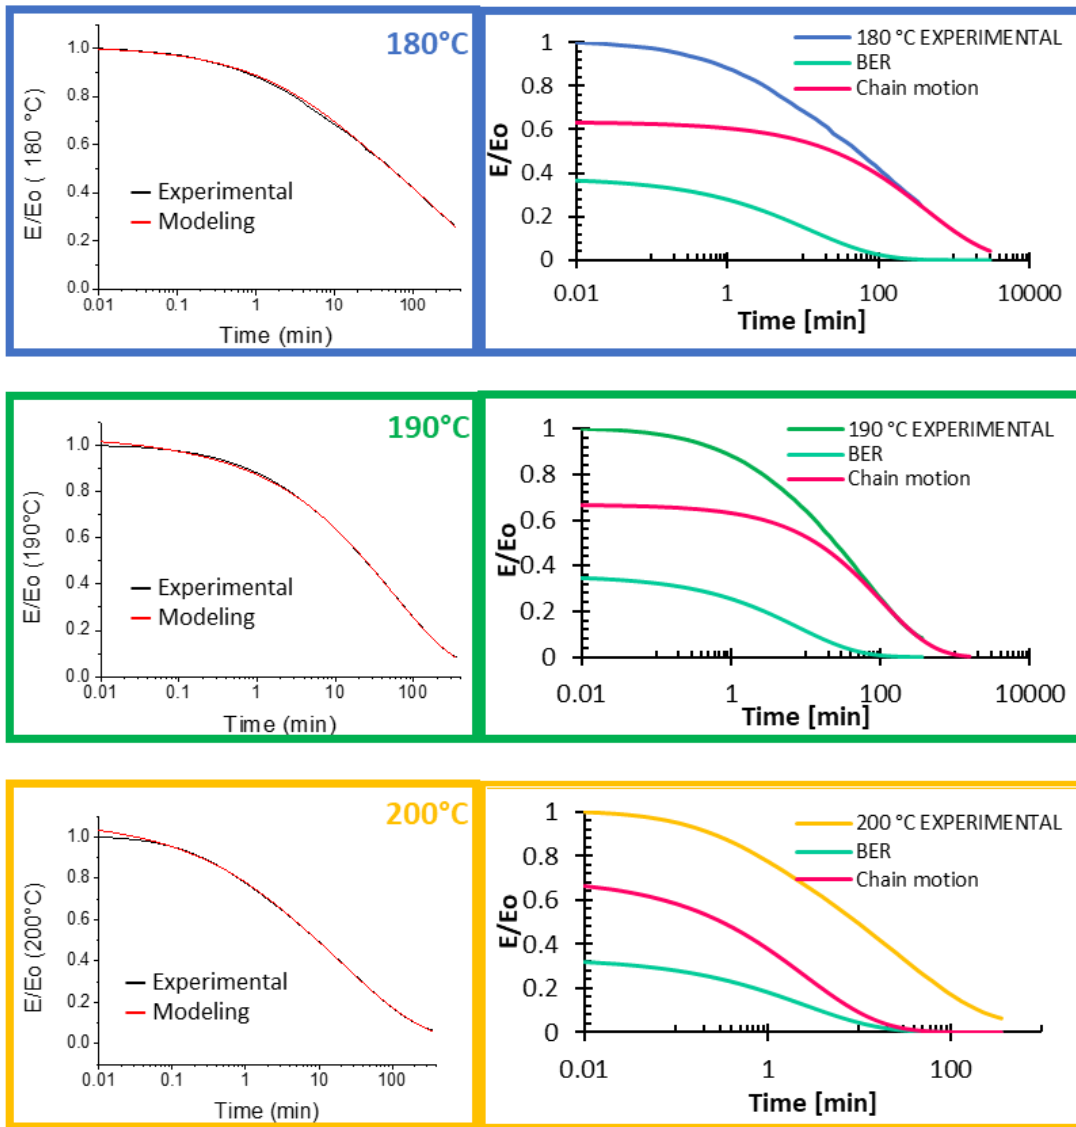 180°C
E/Eo ( 180 °C)
1.0
0.8
0.6
0.4
0.2
0.0
Experimental
Modeling
0.01 0.1 1 10 100
Time (min)
180 °C EXPERIMENTAL
BER
Chain motion
E/Eo
1
0.8
0.6
0.4
0.2
0
0.01 1 100 10000
Time [min]
190°C
E/Eo (190°C)
1.0
0.8
0.6
0.4
0.2
0.0
Experimental
Modeling
0.01 0.1 1 10 100
Time (min)
190 °C EXPERIMENTAL
BER
Chain motion
E/Eo
1
0.8
0.6
0.4
0.2
0
0.01 1 100 10000
Time [min]
200°C
E/Eo (200°C)
1.0
0.8
0.6
0.4
0.2
0.0
Experimental
Modeling
0.01 0.1 1 10 100
Time (min)
200 °C EXPERIMENTAL
BER
Chain motion
E/Eo
1
0.8
0.6
0.4
0.2
0
0.01 1 100
Time [min]